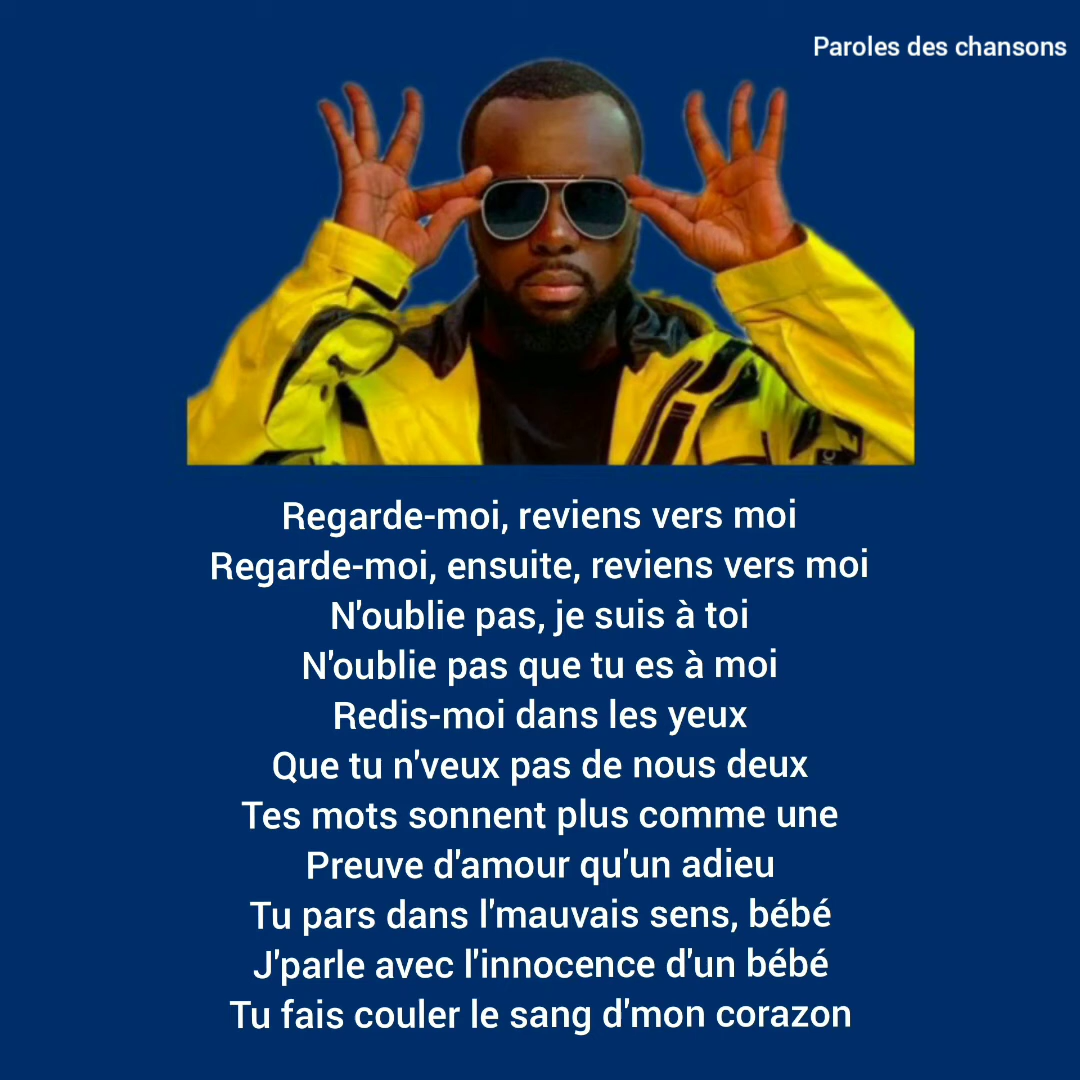 Paroles des chansons
Regarde-moi, reviens vers moi
Regarde-moi, ensuite, reviens vers moi
N'oublie pas, je suis à toi
N'oublie pas que tu es à moi
Redis-moi dans les yeux
Que tu n'veux pas de nous deux
Tes mots sonnent plus comme une
Preuve d'amour qu'un adieu
Tu pars dans l'mauvais sens, bébé
J'parle avec l'innocence d'un bébé
Tu fais couler le sang d'mon corazon